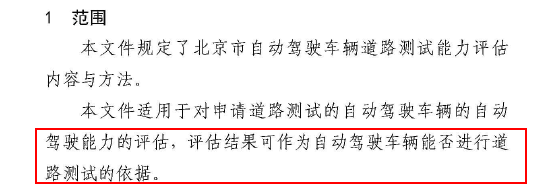 1 范围
本文件规定了北京市自动驾驶车辆道路测试能力评估
内容与方法。
本文件适用于对申请道路测试的自动驾驶车辆的自动
驾驶能力的评估，评估结果可作为自动驾驶车辆能否进行道
路测试的依据。